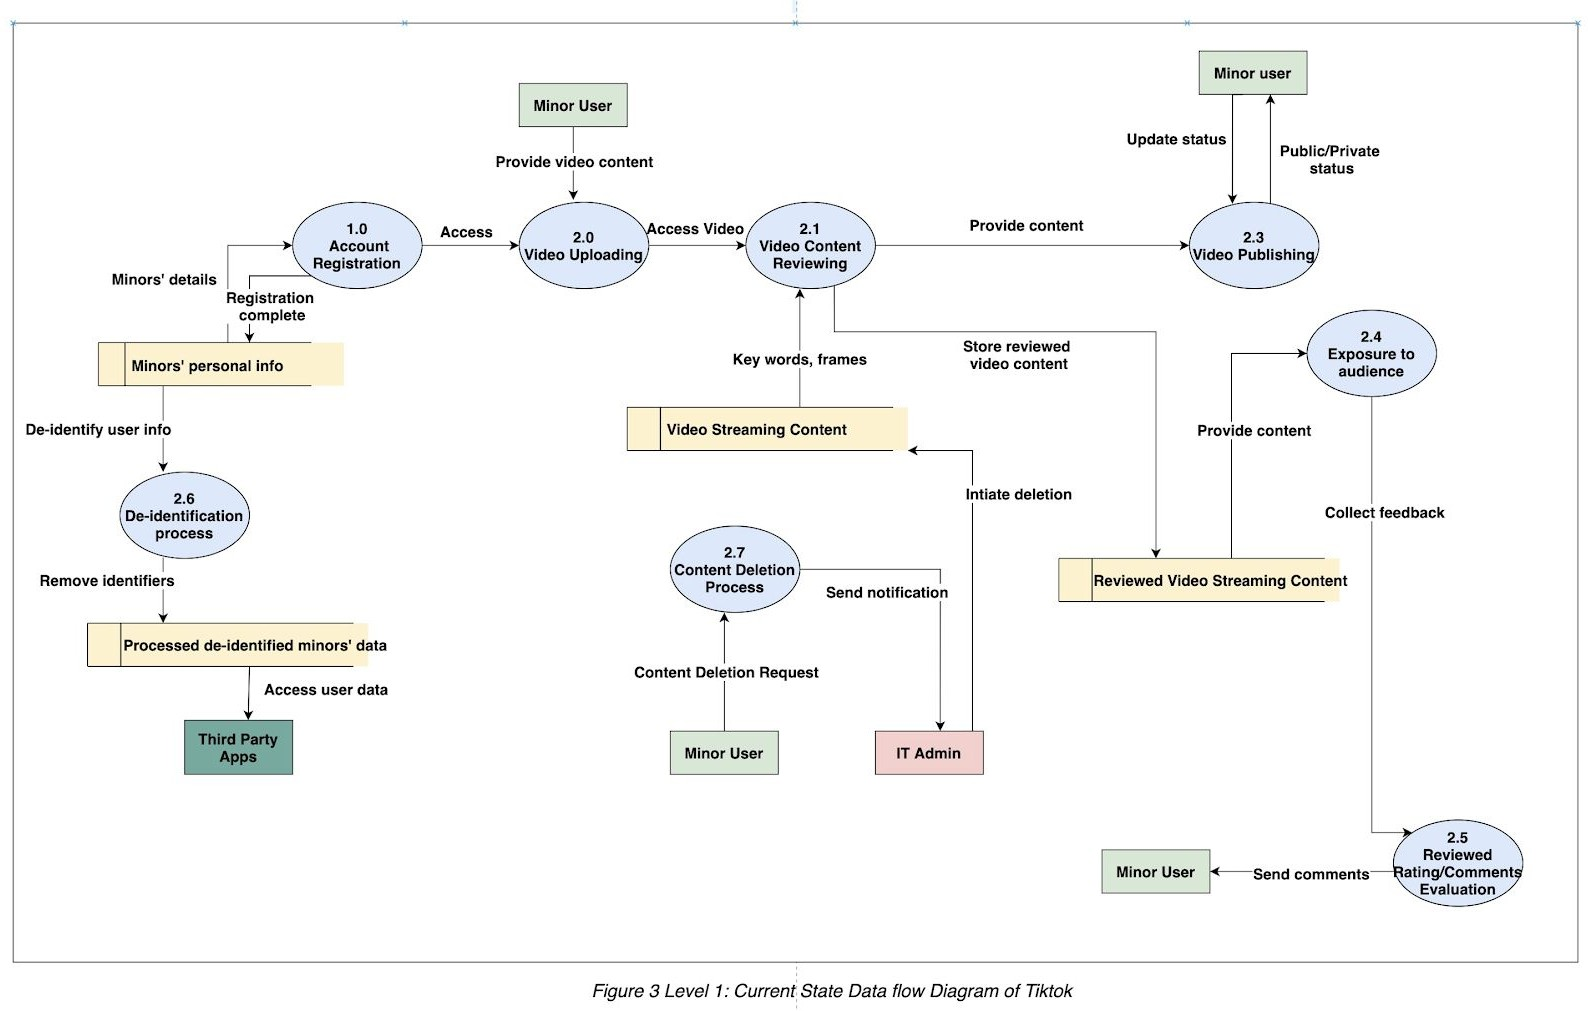 Minor user
Minor User
Update status
Public/Private
status
Provide video content
1.0
Account
Registration
Access
2.0
Video Uploading
Access Video
2.1
Video Content
Reviewing
Provide content
2.3
Video Publishing
Minors' details
Registration
complete
Minors' personal info
Key words, frames
Store reviewed
video content
2.4
Exposure to
audience
De-identify user info
Video Streaming Content
Provide content
Intiate deletion
Collect feedback
2.6
De-identification
process
2.7
Content Deletion
Process
Remove identifiers
Send notification
Reviewed Video Streaming Content
Processed de-identified minors' data
Content Deletion Request
Access user data
Third Party
Apps
Minor User
IT Admin
2.5
Reviewed
Rating/Comments
Evaluation
Minor User
Send comments
Figure 3 Level 1: Current State Data flow Diagram of Tiktok